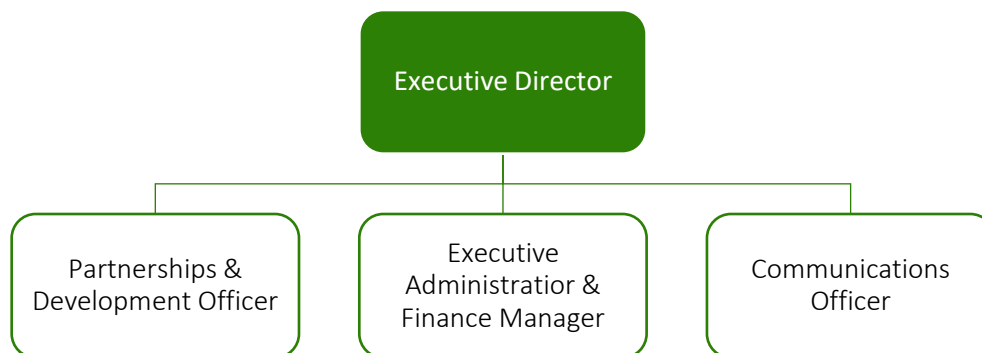 Executive Director
Partnerships &
Development Officer
Executive
Administratior &
Finance Manager
Communications
Officer